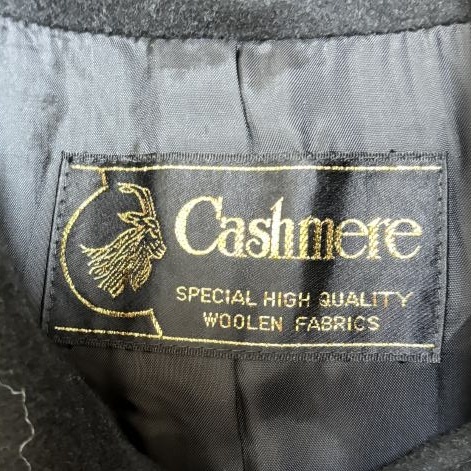 Cashmere
SPECIAL HIGH QUALITY
WOOLEN FABRICS